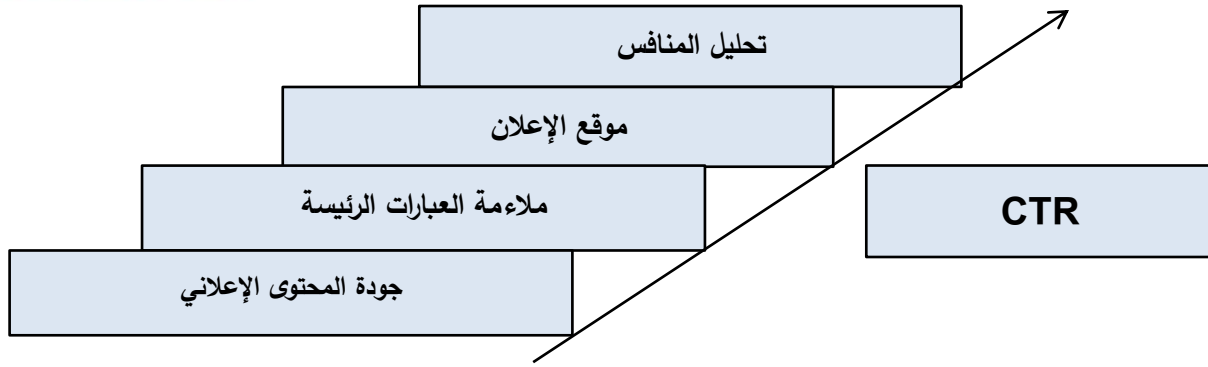 تحليل المنافس
موقع الإعلان
ملاءمة العبارات الرئيسة
CTR
جودة المحتوى الإعلاني